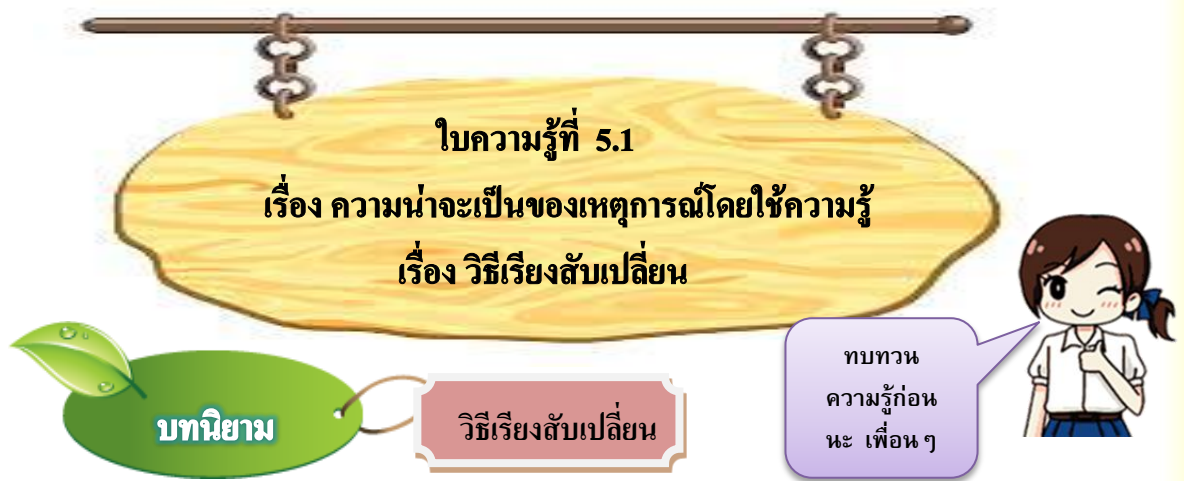 ใบความรู้ที่ 5.1
เรื่อง ความน่าจะเป็นของเหตุการณ์โดยใช้ความรู้
เรื่อง วิธีเรียงสับเปลี่ยน
ทบทวน
ความรู้ก่อน
นะ เพื่อน ๆ
บทนิยาม
วิธีเรียงสับเปลี่ยน